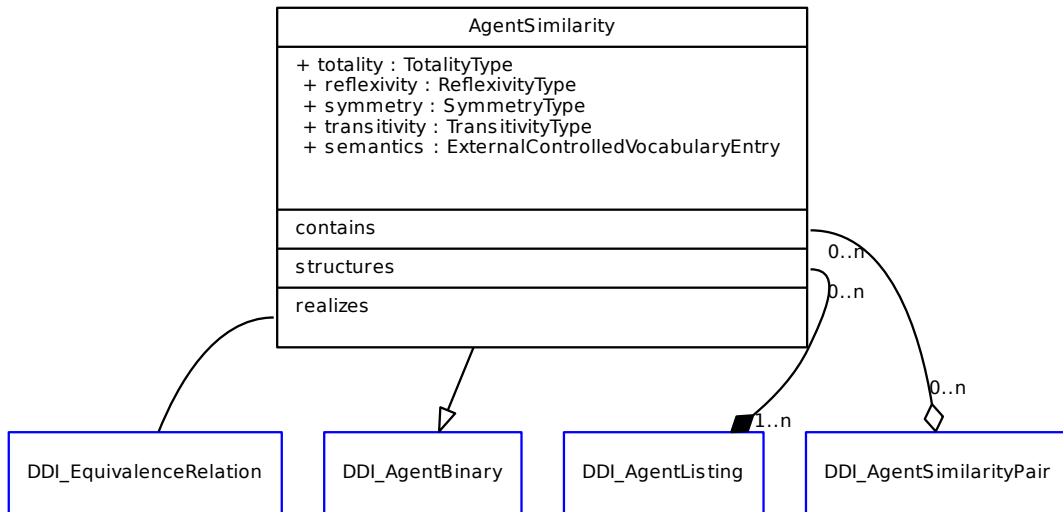 AgentSimilarity
+ totality : TotalityType
+ reflexivity : ReflexivityType
+ symmetry : SymmetryType
+ transitivity : TransitivityType
+ semantics : ExternalControlledVocabularyEntry
contains
0..n
structures
0..n
realizes
0..n
1..n
DDI_EquivalenceRelation
DDI_AgentBinary
DDI_AgentListing
DDI_AgentSimilarityPair